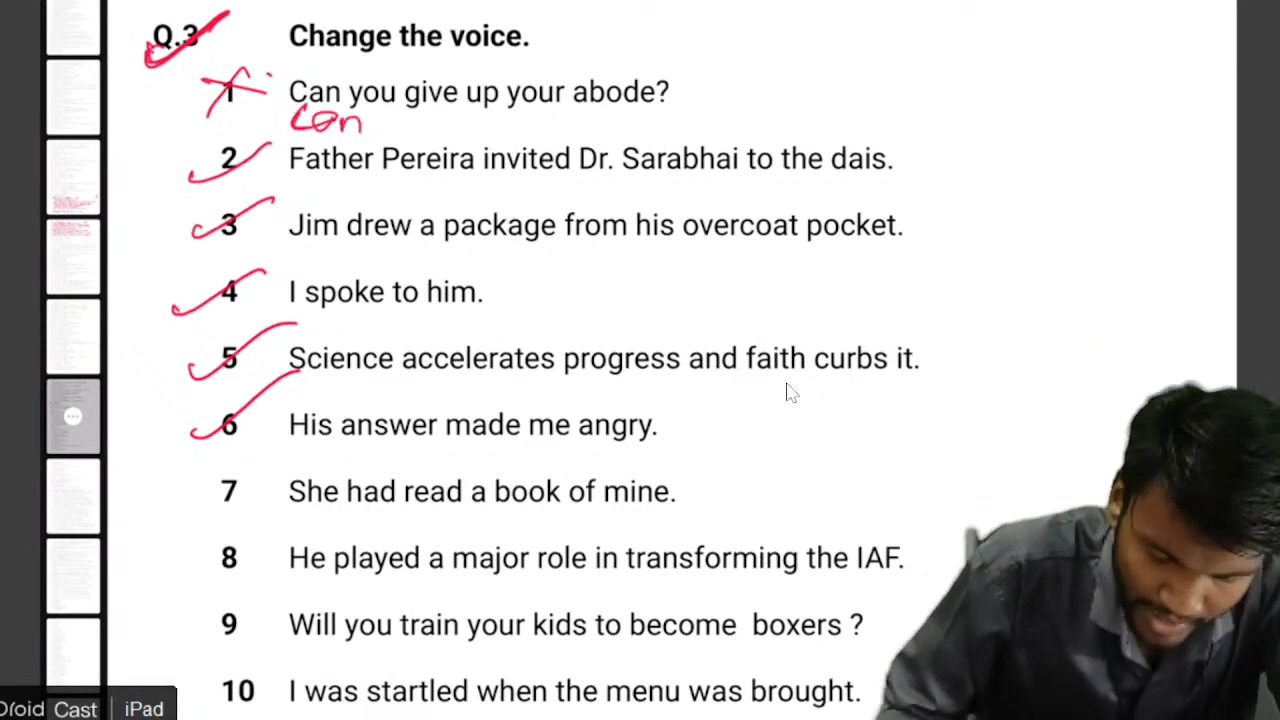 Q.3 Change the voice.
1 Can you give up your abode?
Can
2 Father Pereira invited Dr. Sarabhai to the dais.
3 Jim drew a package from his overcoat pocket.
4 I spoke to him.
5 Science accelerates progress and faith curbs it.
6 His answer made me angry.
7 She had read a book of mine.
8 He played a major role in transforming the IAF.
9 Will you train your kids to become boxers ?
10 I was startled when the menu was brought.
Droid Cast iPad